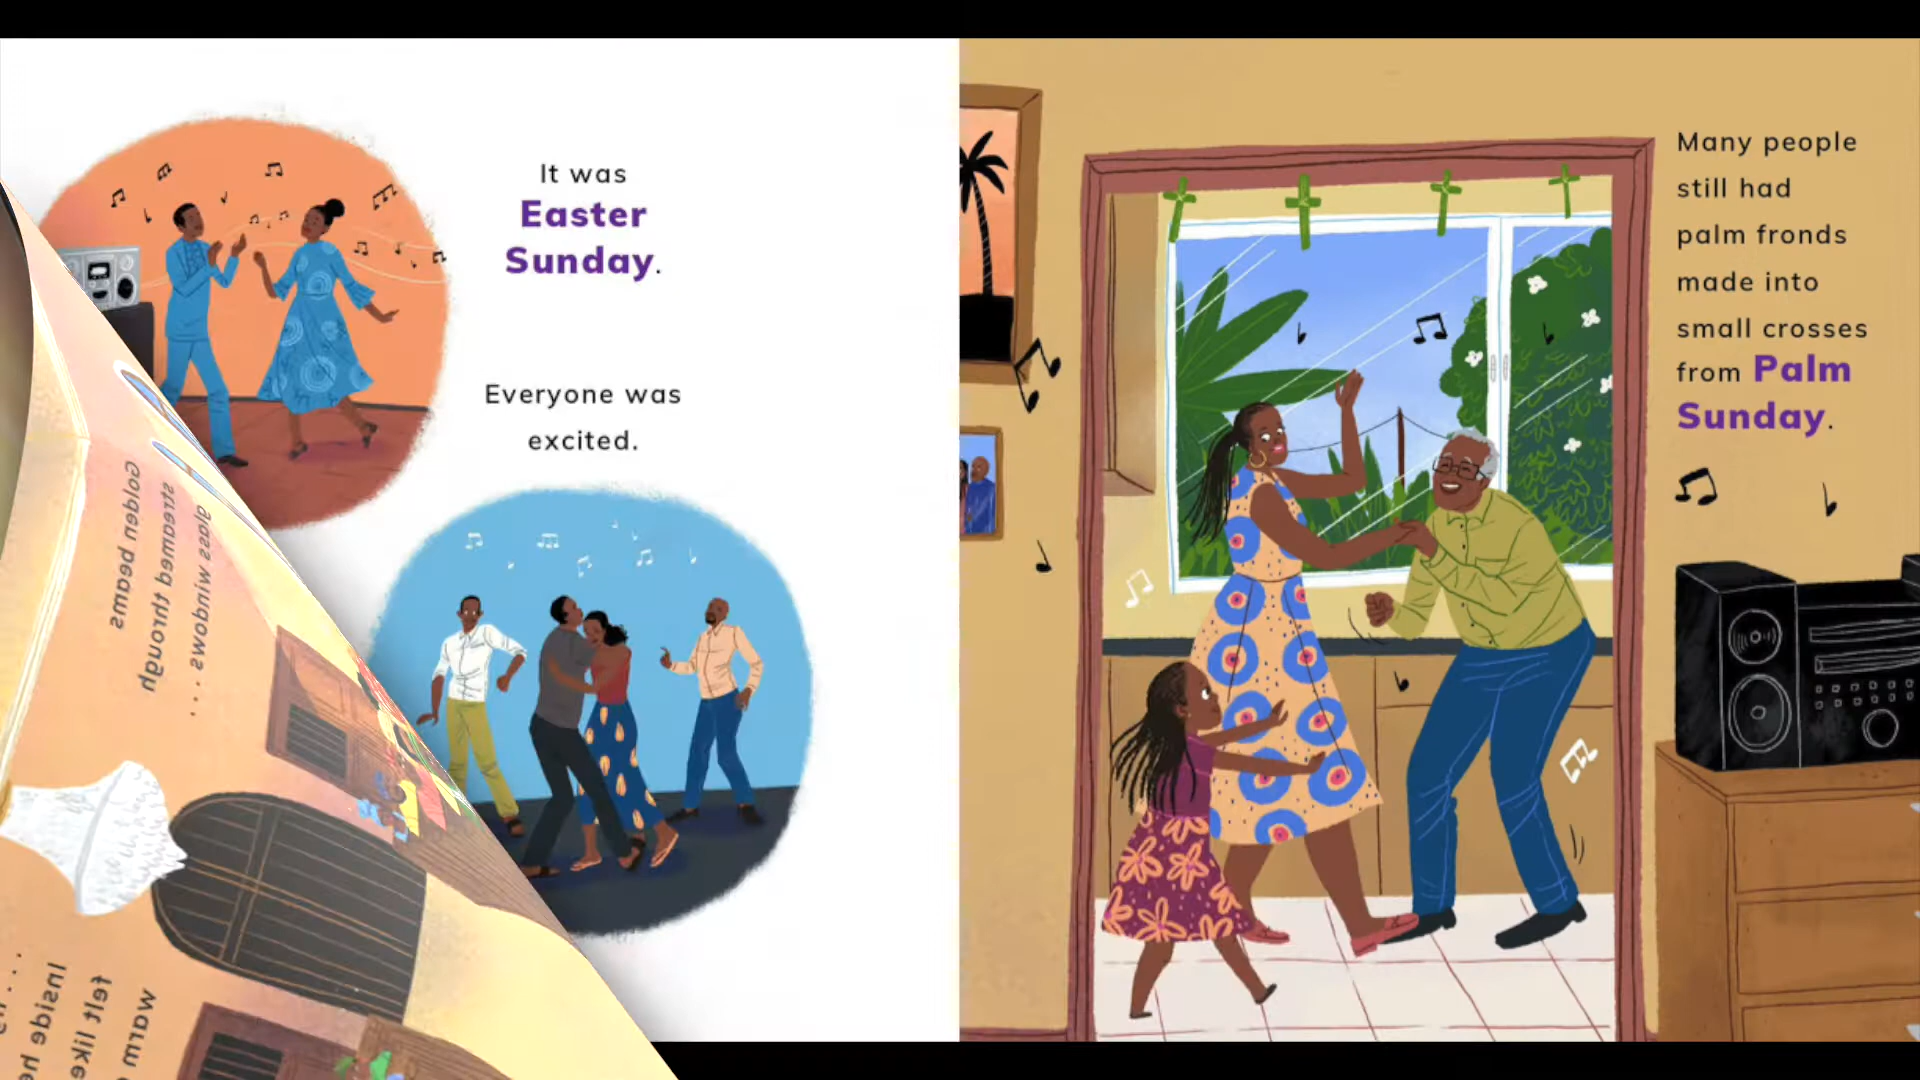 It was
Easter
Sunday.
Everyone was
excited.
Many people
still had
palm fronds
made into
small crosses
from Palm
Sunday.
Golden beams
streamed through
glass windows ...
warm
felt like
Inside he